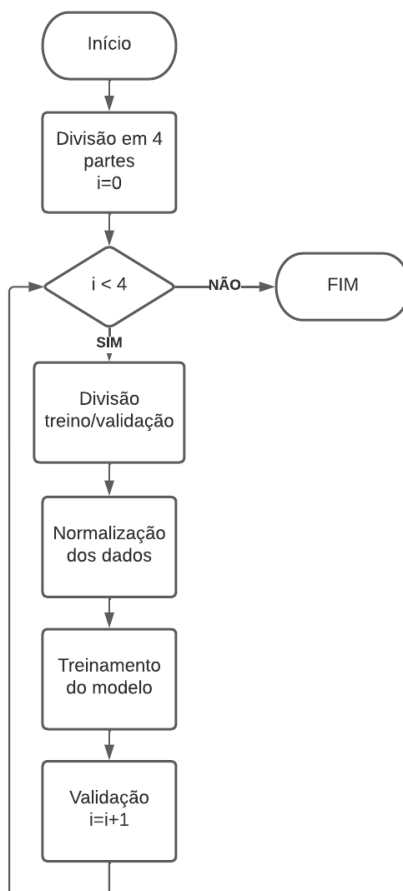 Início
Divisão em 4
partes
i=0
i < 4
NÃO
FIM
SIM
Divisão
treino/validação
Normalização
dos dados
Treinamento
do modelo
Validação
i=i+1